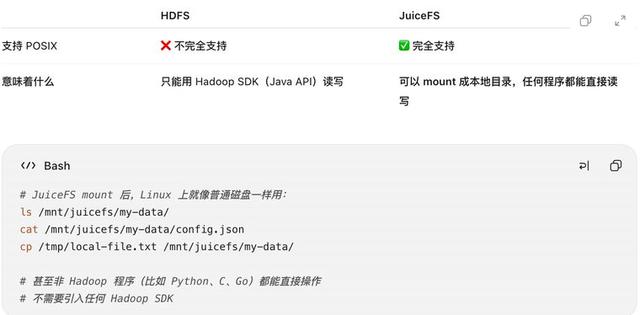 HDFS JuiceFS
支持 POSIX ❌ 不完全支持 ✅ 完全支持
意味着什么 只能用 Hadoop SDK（Java API）读写 可以 mount 成本地目录，任何程序都能直接读
写
</> Bash
# JuiceFS mount 后，Linux 上就像普通磁盘一样用：
ls /mnt/juicefs/my-data/
cat /mnt/juicefs/my-data/config.json
cp /tmp/local-file.txt /mnt/juicefs/my-data/
# 甚至非 Hadoop 程序（比如 Python、C、Go）都能直接操作
# 不需要引入任何 Hadoop SDK